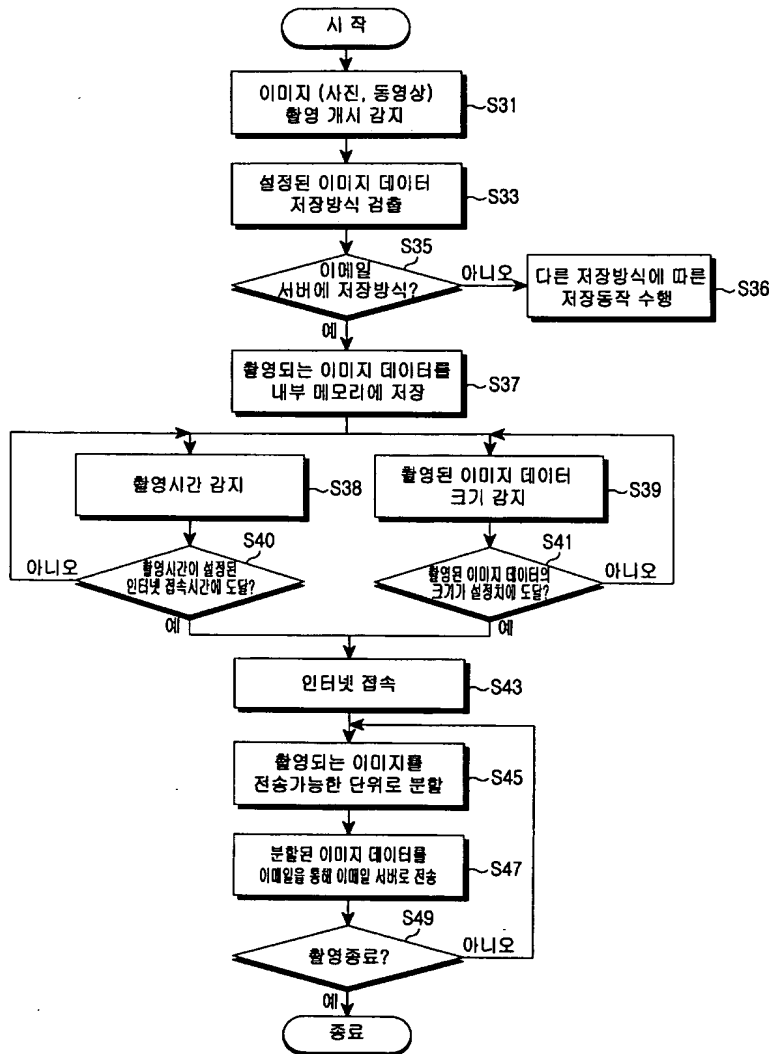 시 작
이미지 (사진, 동영상)
촬영 개시 감지
S31
설정된 이미지 데이터
저장방식 검출
S33
S35
이메일
서버에 저장방식?
아니오
예
다른 저장방식에 따른
저장동작 수행
S36
촬영되는 이미지 데이터를
내부 메모리에 저장
S37
촬영시간 감지
S38
촬영된 이미지 데이터
크기 감지
S39
S40
촬영시간이 설정된
인터넷 접속시간에 도달?
아니오
예
S41
촬영된 이미지 데이터의
크기가 설정치에 도달?
아니오
예
인터넷 접속
S43
촬영되는 이미지를
전송가능한 단위로 분할
S45
분할된 이미지 데이터를
이메일을 통해 이메일 서버로 전송
S47
S49
촬영종료?
아니오
예
종료